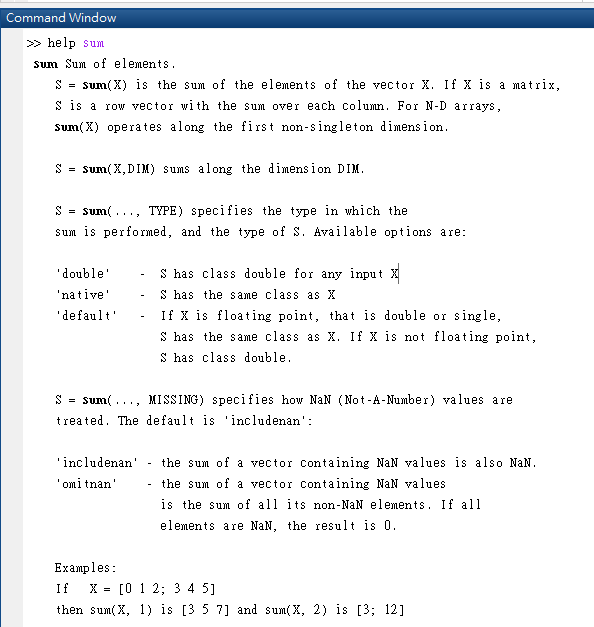 Command Window
>> help sum
sum Sum of elements.
S = sum(X) is the sum of the elements of the vector X. If X is a matrix,
S is a row vector with the sum over each column. For N-D arrays,
sum(X) operates along the first non-singleton dimension.
S = sum(X,DIM) sums along the dimension DIM.
S = sum(..., TYPE) specifies the type in which the
sum is performed, and the type of S. Available options are:
'double'    -  S has class double for any input X
'native'    -  S has the same class as X
'default'   -  If X is floating point, that is double or single,
S has the same class as X. If X is not floating point,
S has class double.
S = sum(..., MISSING) specifies how NaN (Not-A-Number) values are
treated. The default is 'includenan':
'includenan' - the sum of a vector containing NaN values is also NaN.
'omitnan'    - the sum of a vector containing NaN values
is the sum of all its non-NaN elements. If all
elements are NaN, the result is 0.
Examples:
If   X = [0 1 2; 3 4 5]
then sum(X, 1) is [3 5 7] and sum(X, 2) is [3; 12]